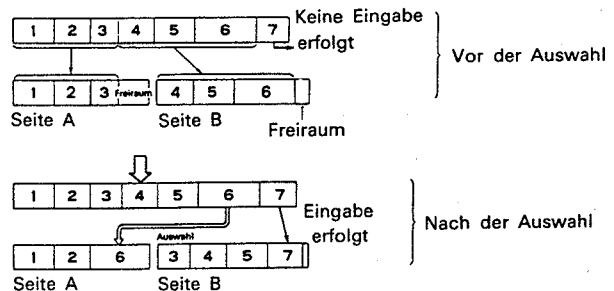 1 2 3 4 5 6 7 Keine Eingabe
erfolgt
Vor der Auswahl
1 2 3 Freiraum 4 5 6
Seite A Seite B
Freiraum
1 2 3 4 5 6 7
Eingabe
erfolgt
Nach der Auswahl
Auswahl
1 2 6 3 4 5 7
Seite A Seite B